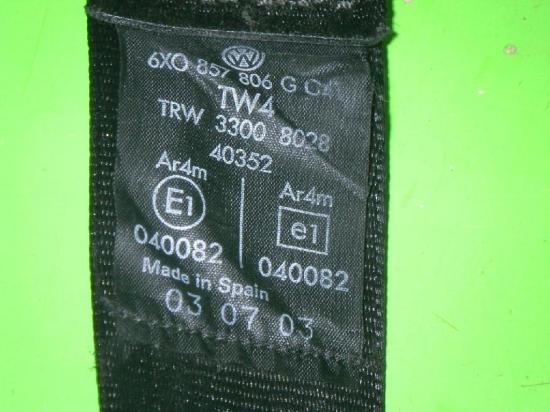 6X0 857 806 G
TW4
TRW 3300 8028
40352
Ar4m
E1
040082
Ar4m
e1
040082
Made in Spain
03 07 03